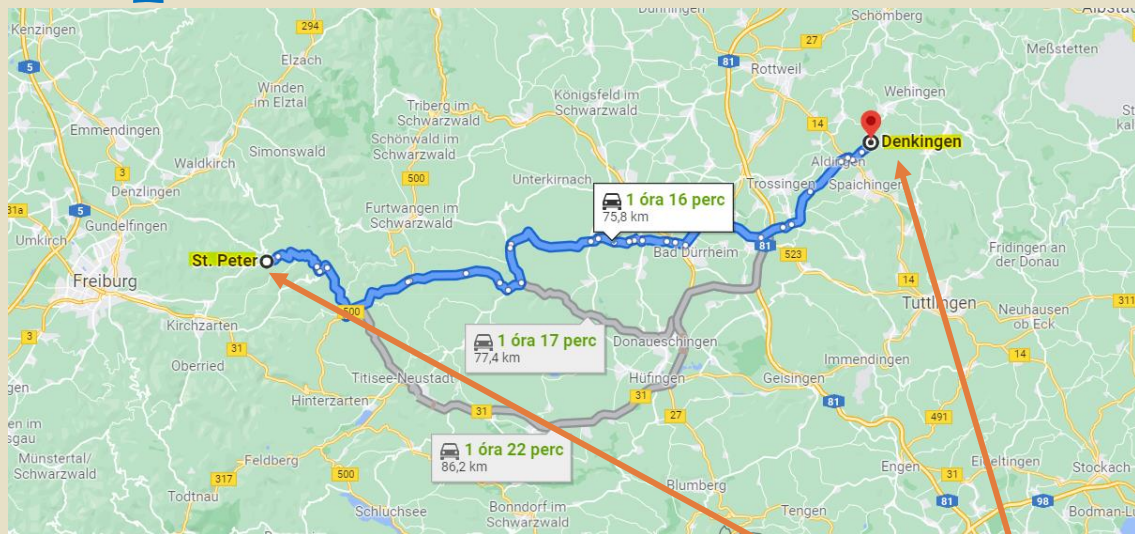 Kenzingen
294
Dunningen
Schömberg
Albstadt
5
Elzach
27
Meßstetten
81
Rottweil
Winden
im Elztal
Königsfeld im
Schwarzwald
Wehingen
Triberg im
Schwarzwald
Emmendingen
14
Schönwald im
Schwarzwald
Denkingen
3
Simonswald
Waldkirch
Aldingen
500
Unterkirnach
Trossingen
Spaichingen
Denzlingen
1 óra 16 perc
75,8 km
31a
5
Gundelfingen
Furtwangen im
Schwarzwald
Umkirch
81
Bad Dürrheim
523
Fridingen an
der Donau
St. Peter
Freiburg
14
Tuttlingen
311
500
Neuhausen
ob Eck
Kirchzarten
3
1 óra 17 perc
77,4 km
Donaueschingen
31
14
Oberried
Immendingen
Titisee-Neustadt
Hüfingen
Geisingen
31
Hinterzarten
81
31
27
491
1 óra 22 perc
86,2 km
Münstertal/
Schwarzwald
Feldberg
Engen
31
Eigeltingen
Stockach
317
500
Blumberg
Todtnau
81
98
Schluchsee
Bonndorf im
Schwarzwald
Tengen
Bodman-Lu